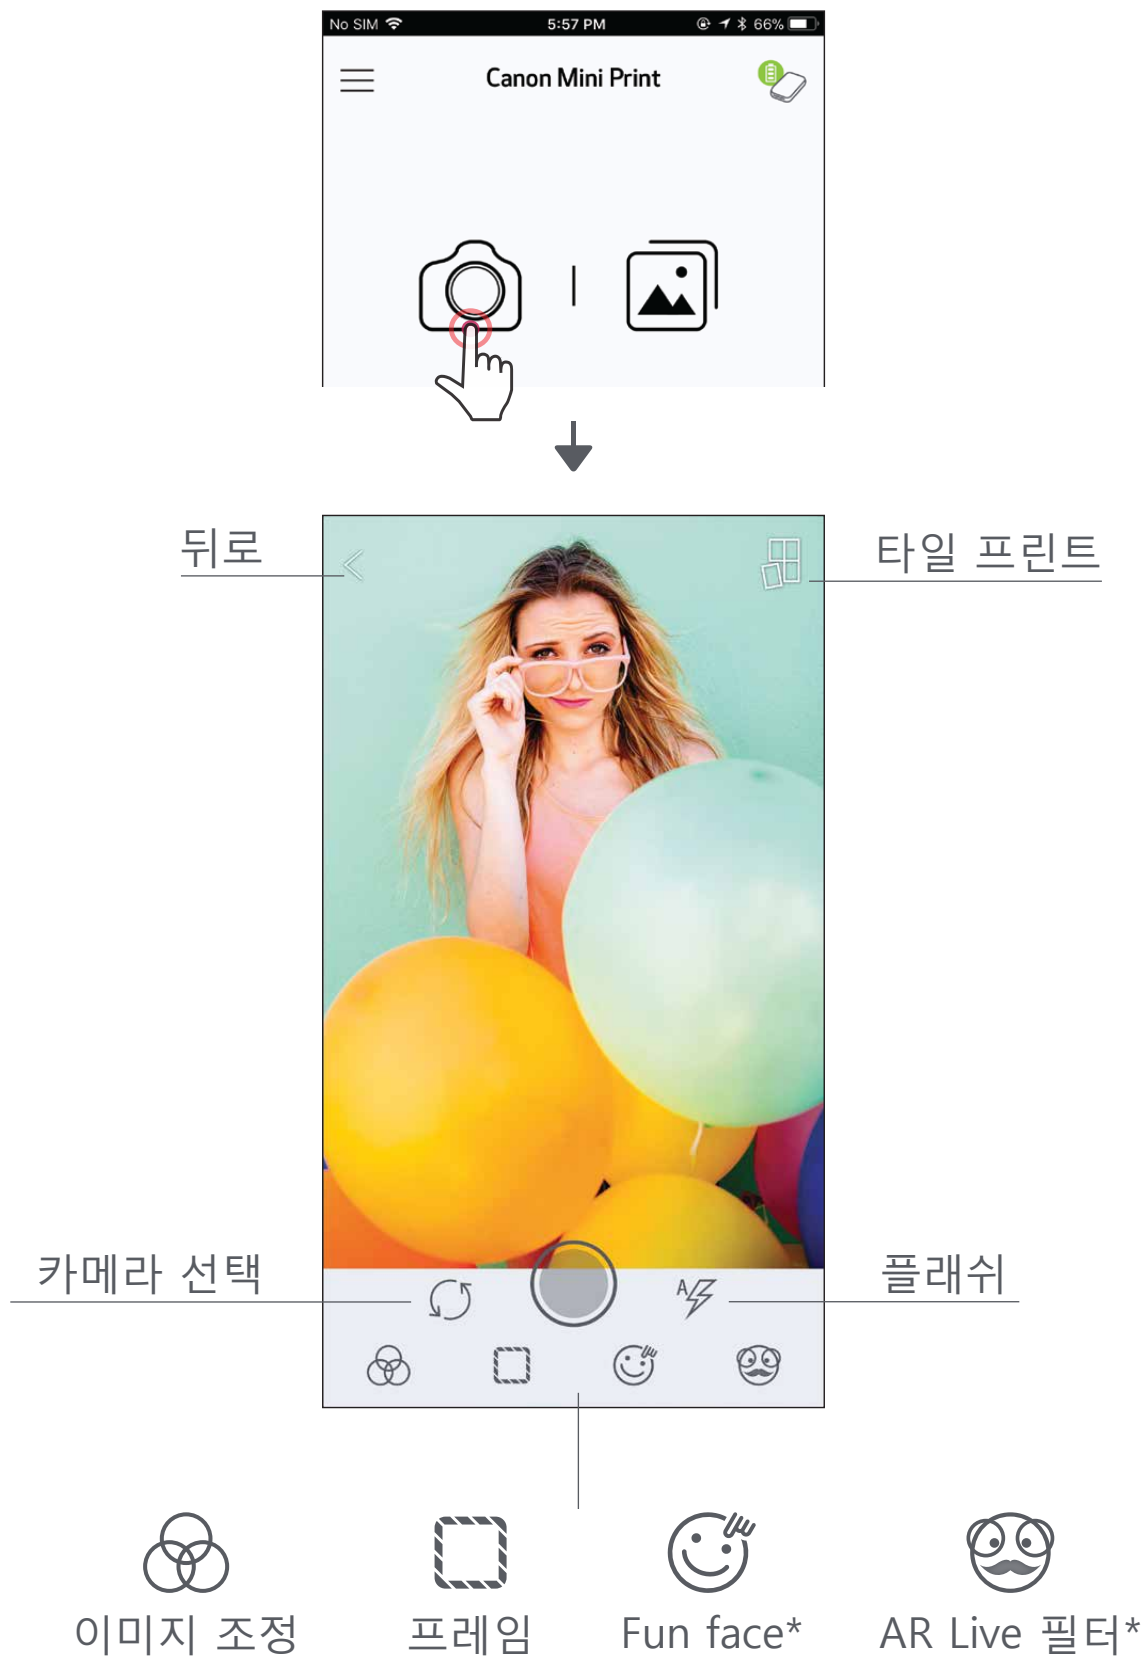 No SIM 5:57 PM 66%
Canon Mini Print
뒤로
타일 프린트
카메라 선택
플래쉬
A
이미지 조정
프레임
Fun face*
AR Live 필터*